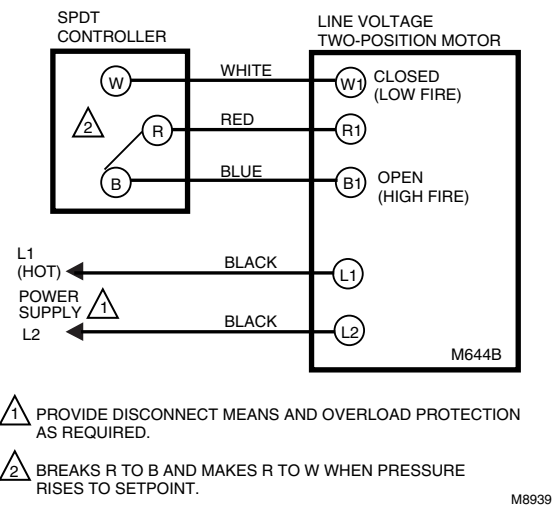 SPDT
CONTROLLER
LINE VOLTAGE
TWO-POSITION MOTOR
W
WHITE
W1
CLOSED
(LOW FIRE)
2
R
RED
R1
B
BLUE
B1
OPEN
(HIGH FIRE)
L1
(HOT)
BLACK
L1
POWER
SUPPLY
1
L2
BLACK
L2
M644B
1 PROVIDE DISCONNECT MEANS AND OVERLOAD PROTECTION
AS REQUIRED.
2 BREAKS R TO B AND MAKES R TO W WHEN PRESSURE
RISES TO SETPOINT.
M8939